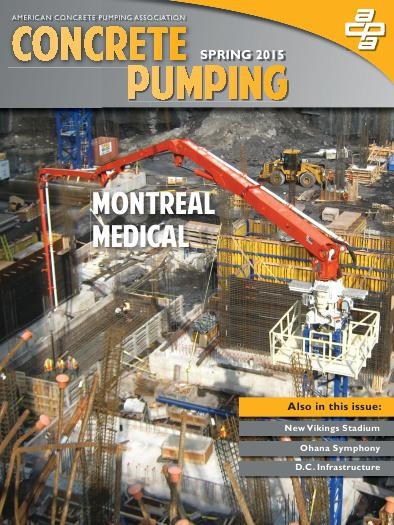 AMERICAN CONCRETE PUMPING ASSOCIATION
CONCRETE
SPRING 2015
PUMPING
acpa
MONTREAL
MEDICAL
Also in this issue:
New Vikings Stadium
Ohana Symphony
D.C. Infrastructure